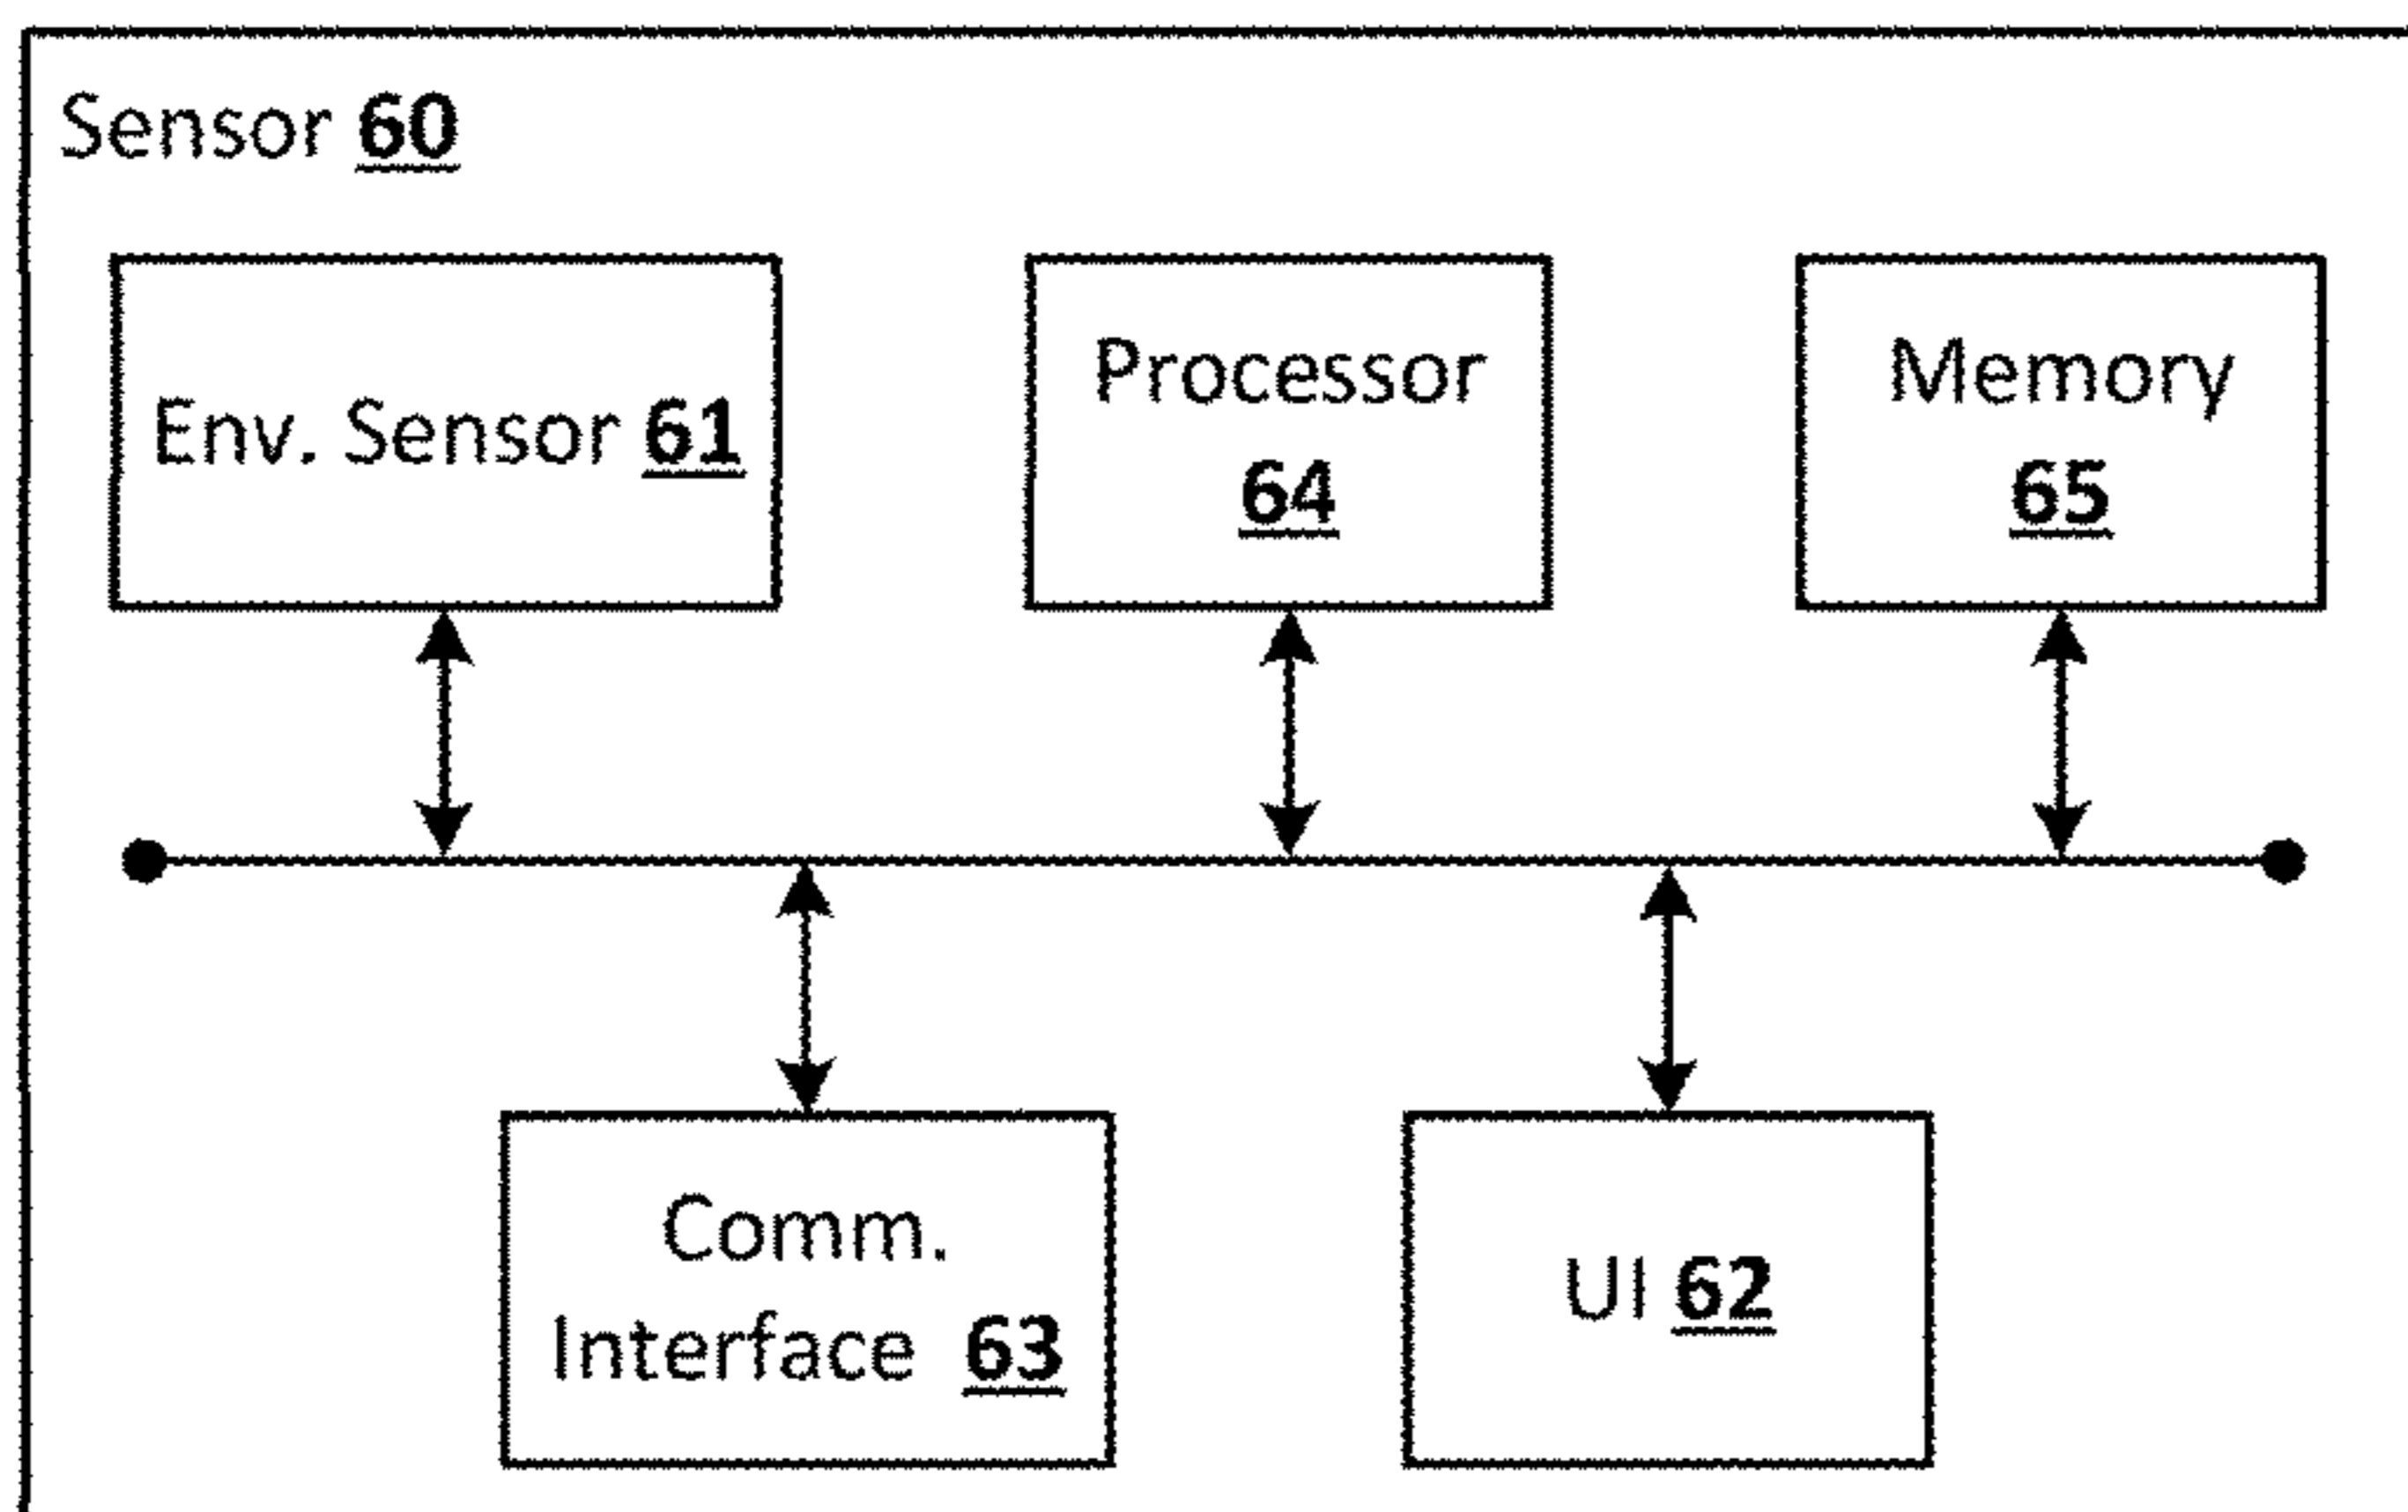 Sensor 60
Env. Sensor 61
Processor
64
Memory
65
Comm.
Interface 63
UI 62